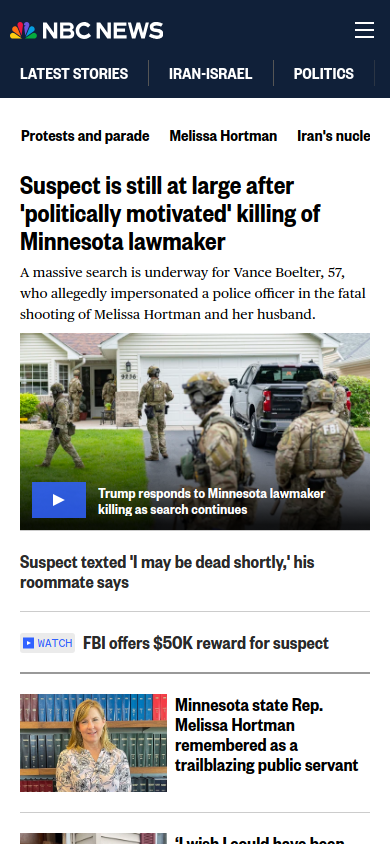 NBC NEWS
LATEST STORIES IRAN-ISRAEL POLITICS
Protests and parade Melissa Hortman Iran's nucle
Suspect is still at large after
'politically motivated' killing of
Minnesota lawmaker
A massive search is underway for Vance Boelter, 57,
who allegedly impersonated a police officer in the fatal
shooting of Melissa Hortman and her husband.
9536
FBI
Trump responds to Minnesota lawmaker
killing as search continues
Suspect texted 'I may be dead shortly,' his
roommate says
WATCH FBI offers $50K reward for suspect
Minnesota state Rep.
Melissa Hortman
remembered as a
trailblazing public servant
'I wish I could have been